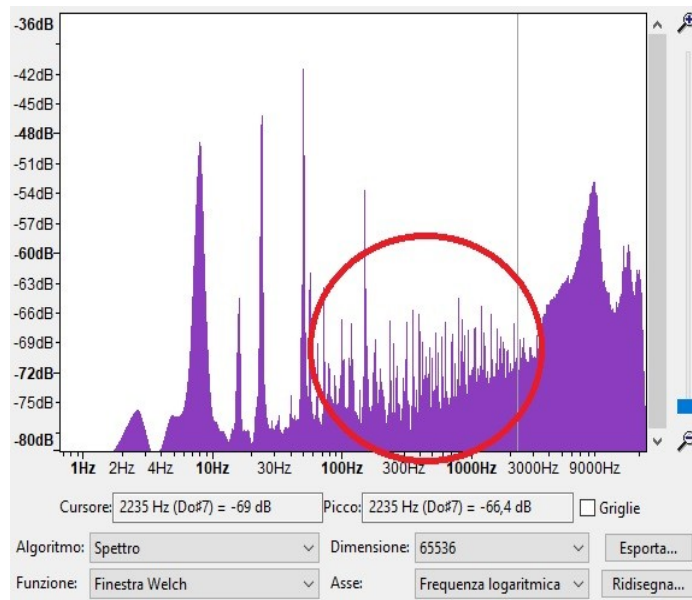 -36dB
-42dB
-45dB
-48dB
-51dB
-54dB
-57dB
-60dB
-63dB
-66dB
-69dB
-72dB
-75dB
-80dB
1Hz 2Hz 4Hz 10Hz 30Hz 100Hz 300Hz 1000Hz 3000Hz 9000Hz
Cursore: 2235 Hz (Do#7) = -69 dB Picco: 2235 Hz (Do#7) = -66,4 dB Griglie
Algoritmo: Spettro Dimensione: 65536 Esporta...
Funzione: Finestra Welch Asse: Frequenza logaritmica Ridisegna...